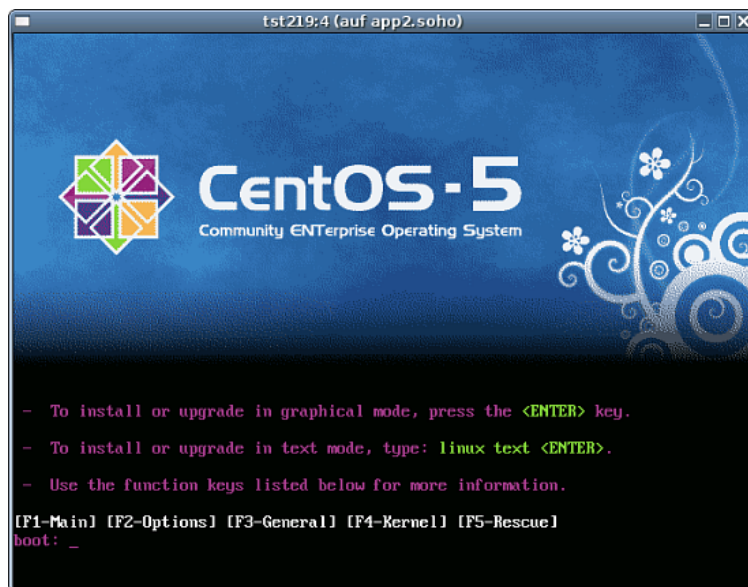 tst219:4 (auf app2.soho)
CentOS-5
Community ENTerprise Operating System
- To install or upgrade in graphical mode, press the <ENTER> key.
- To install or upgrade in text mode, type: linux text <ENTER>.
- Use the function keys listed below for more information.
[F1-Main] [F2-Options] [F3-General] [F4-Kernel] [F5-Rescue]
boot: _